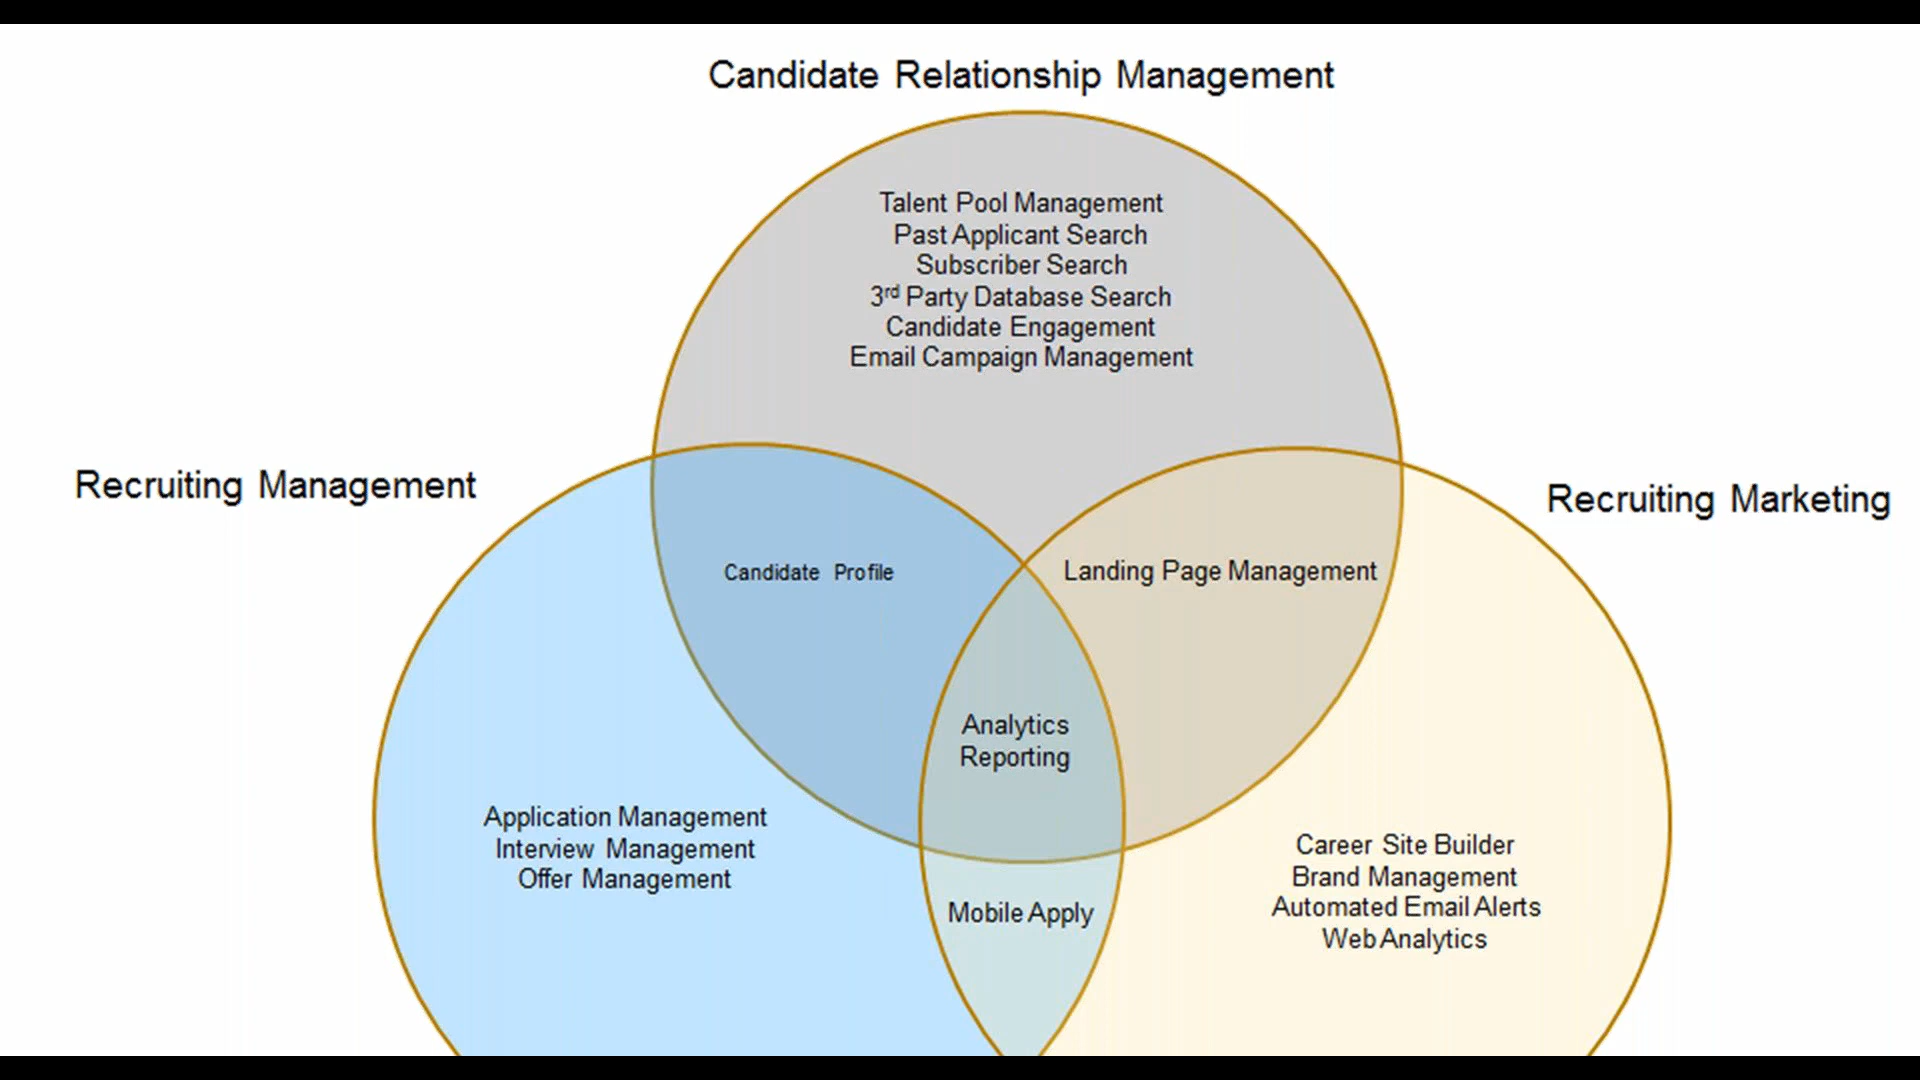 Candidate Relationship Management
Talent Pool Management
Past Applicant Search
Subscriber Search
3rd Party Database Search
Candidate Engagement
Email Campaign Management
Recruiting Management
Recruiting Marketing
Candidate Profile
Landing Page Management
Analytics
Reporting
Application Management
Interview Management
Offer Management
Career Site Builder
Brand Management
Automated Email Alerts
Web Analytics
Mobile Apply